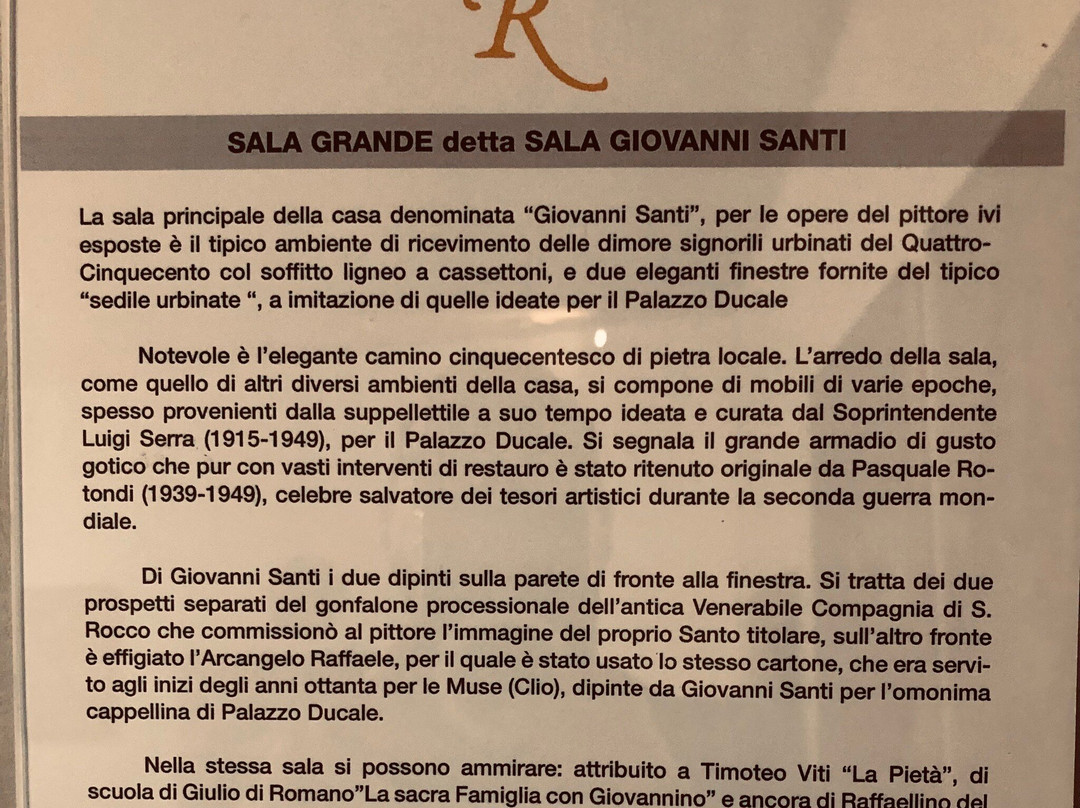 R
SALA GRANDE detta SALA GIOVANNI SANTI
La sala principale della casa denominata “Giovanni Santi”, per le opere del pittore ivi
esposte è il tipico ambiente di ricevimento delle dimore signorili urbinati del Quattro-
Cinquecento col soffitto ligneo a cassettoni, e due eleganti finestre fornite del tipico
“sedile urbinate “, a imitazione di quelle ideate per il Palazzo Ducale
Notevole è l’elegante camino cinquecentesco di pietra locale. L’arredo della sala,
come quello di altri diversi ambienti della casa, si compone di mobili di varie epoche,
spesso provenienti dalla suppellettile a suo tempo ideata e curata dal Soprintendente
Luigi Serra (1915-1949), per il Palazzo Ducale. Si segnala il grande armadio di gusto
gotico che pur con vasti interventi di restauro è stato ritenuto originale da Pasquale Ro-
tondi (1939-1949), celebre salvatore dei tesori artistici durante la seconda guerra mon-
diale.
Di Giovanni Santi i due dipinti sulla parete di fronte alla finestra. Si tratta dei due
prospetti separati del gonfalone processionale dell’antica Venerabile Compagnia di S.
Rocco che commissionò al pittore l’immagine del proprio Santo titolare, sull’altro fronte
è effigiato l’Arcangelo Raffaele, per il quale è stato usato lo stesso cartone, che era servi-
to agli inizi degli anni ottanta per le Muse (Clio), dipinte da Giovanni Santi per l’omonima
cappellina di Palazzo Ducale.
Nella stessa sala si possono ammirare: attribuito a Timoteo Viti “La Pietà”, di
scuola di Giulio di Romano”La sacra Famiglia con Giovannino” e ancora di Raffaellino del